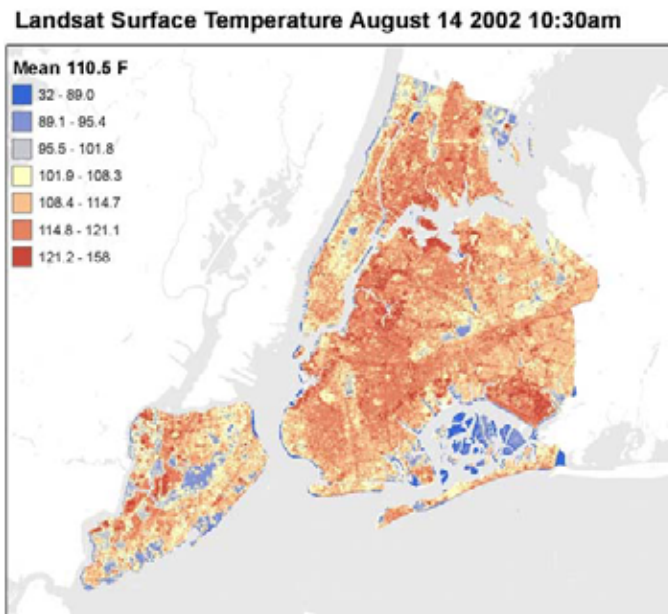 Landsat Surface Temperature August 14 2002 10:30am
Mean 110.5 F
32 - 89.0
89.1 - 95.4
95.5 - 101.8
101.9 - 108.3
108.4 - 114.7
114.8 - 121.1
121.2 - 158